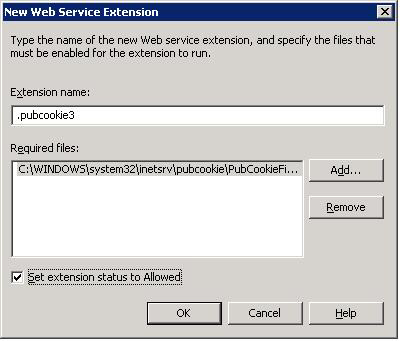 New Web Service Extension
Type the name of the new Web service extension, and specify the files that
must be enabled for the extension to run.
Extension name:
.pubcookie3
Required files:
C:\WINDOWS\system32\inetsrv\pubcookie\PubCookieFi...
Add...
Remove
Set extension status to Allowed
OK
Cancel
Help